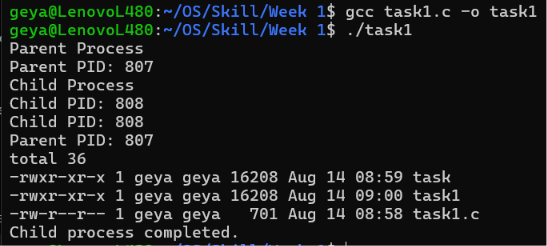 geya@LenovoL480:~/OS/Skill/Week 1$ gcc task1.c -o task1
geya@LenovoL480:~/OS/Skill/Week 1$ ./task1
Parent Process
Parent PID: 807
Child Process
Child PID: 808
Child PID: 808
Parent PID: 807
total 36
-rwxr-xr-x 1 geya geya 16208 Aug 14 08:59 task
-rwxr-xr-x 1 geya geya 16208 Aug 14 09:00 task1
-rw-r--r-- 1 geya geya   701 Aug 14 08:58 task1.c
Child process completed.